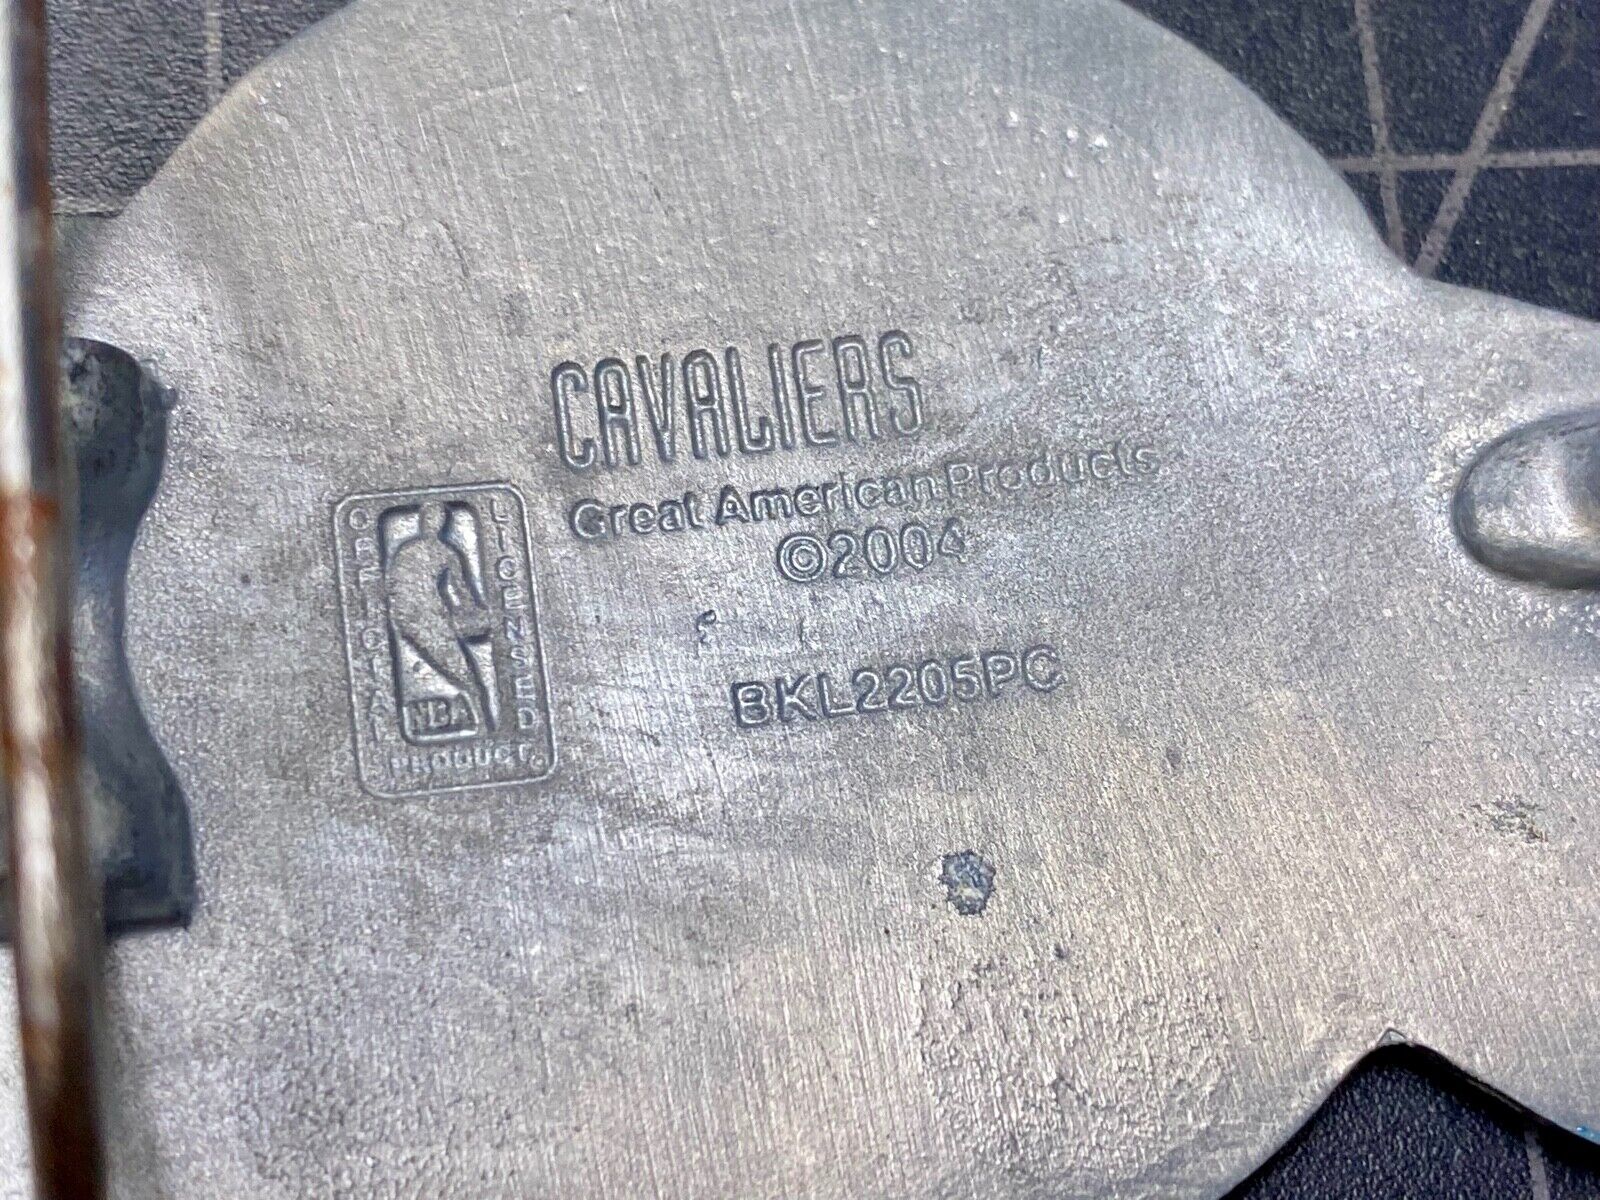 CAVALIERS
Great American Products
©2004
BKL2205PC
OFFICIAL
LICENSED
NBA
PRODUCT